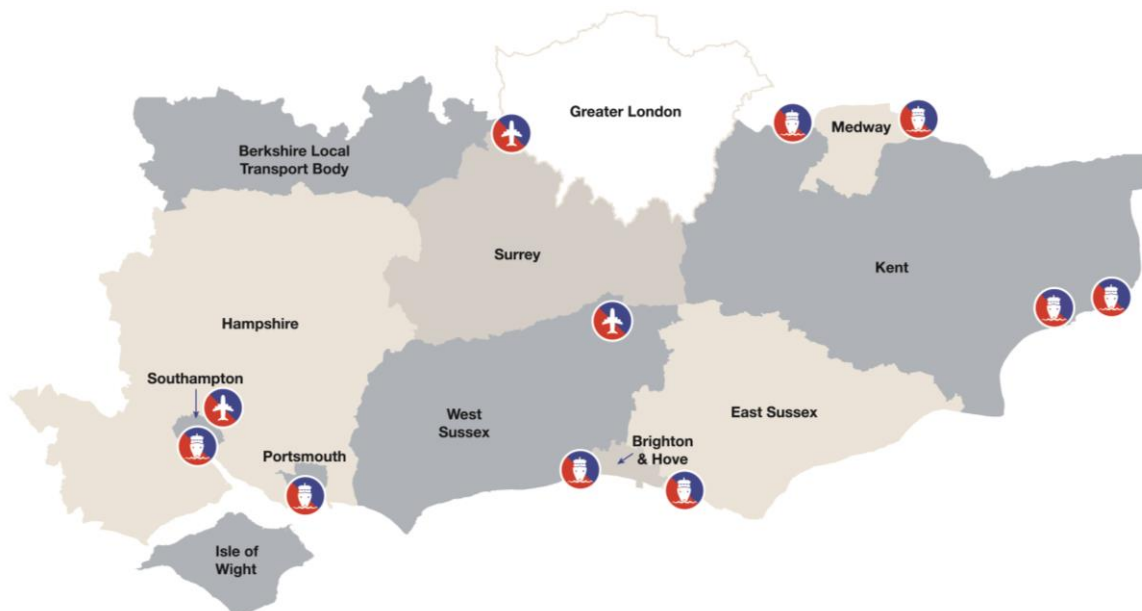 Greater London
Medway
Berkshire Local
Transport Body
Surrey
Kent
Hampshire
Southampton
West
Sussex
East Sussex
Brighton
& Hove
Portsmouth
Isle of
Wight